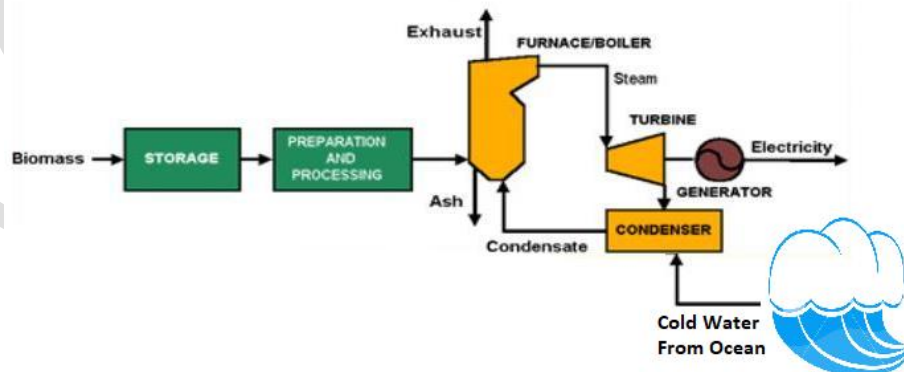 Exhaust
FURNACE/BOILER
Steam
TURBINE
Biomass
STORAGE
PREPARATION
AND
PROCESSING
Electricity
GENERATOR
Ash
CONDENSER
Condensate
Cold Water
From Ocean